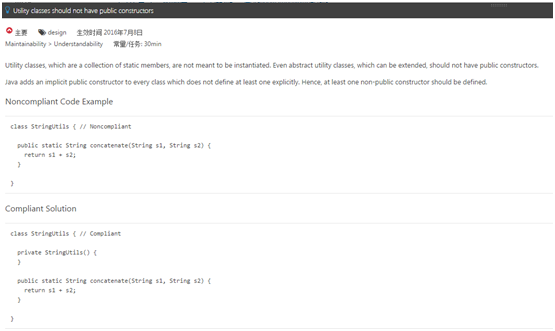 Utility classes should not have public constructors
主要 design 生效时间 2016年7月8日
Maintainability > Understandability 常量/任务: 30min
Utility classes, which are a collection of static members, are not meant to be instantiated. Even abstract utility classes, which can be extended, should not have public constructors.
Java adds an implicit public constructor to every class which does not define at least one explicitly. Hence, at least one non-public constructor should be defined.
Noncompliant Code Example
class StringUtils { // Noncompliant
public static String concatenate(String s1, String s2) {
return s1 + s2;
}
}
Compliant Solution
class StringUtils { // Compliant
private StringUtils() {
}
public static String concatenate(String s1, String s2) {
return s1 + s2;
}
}